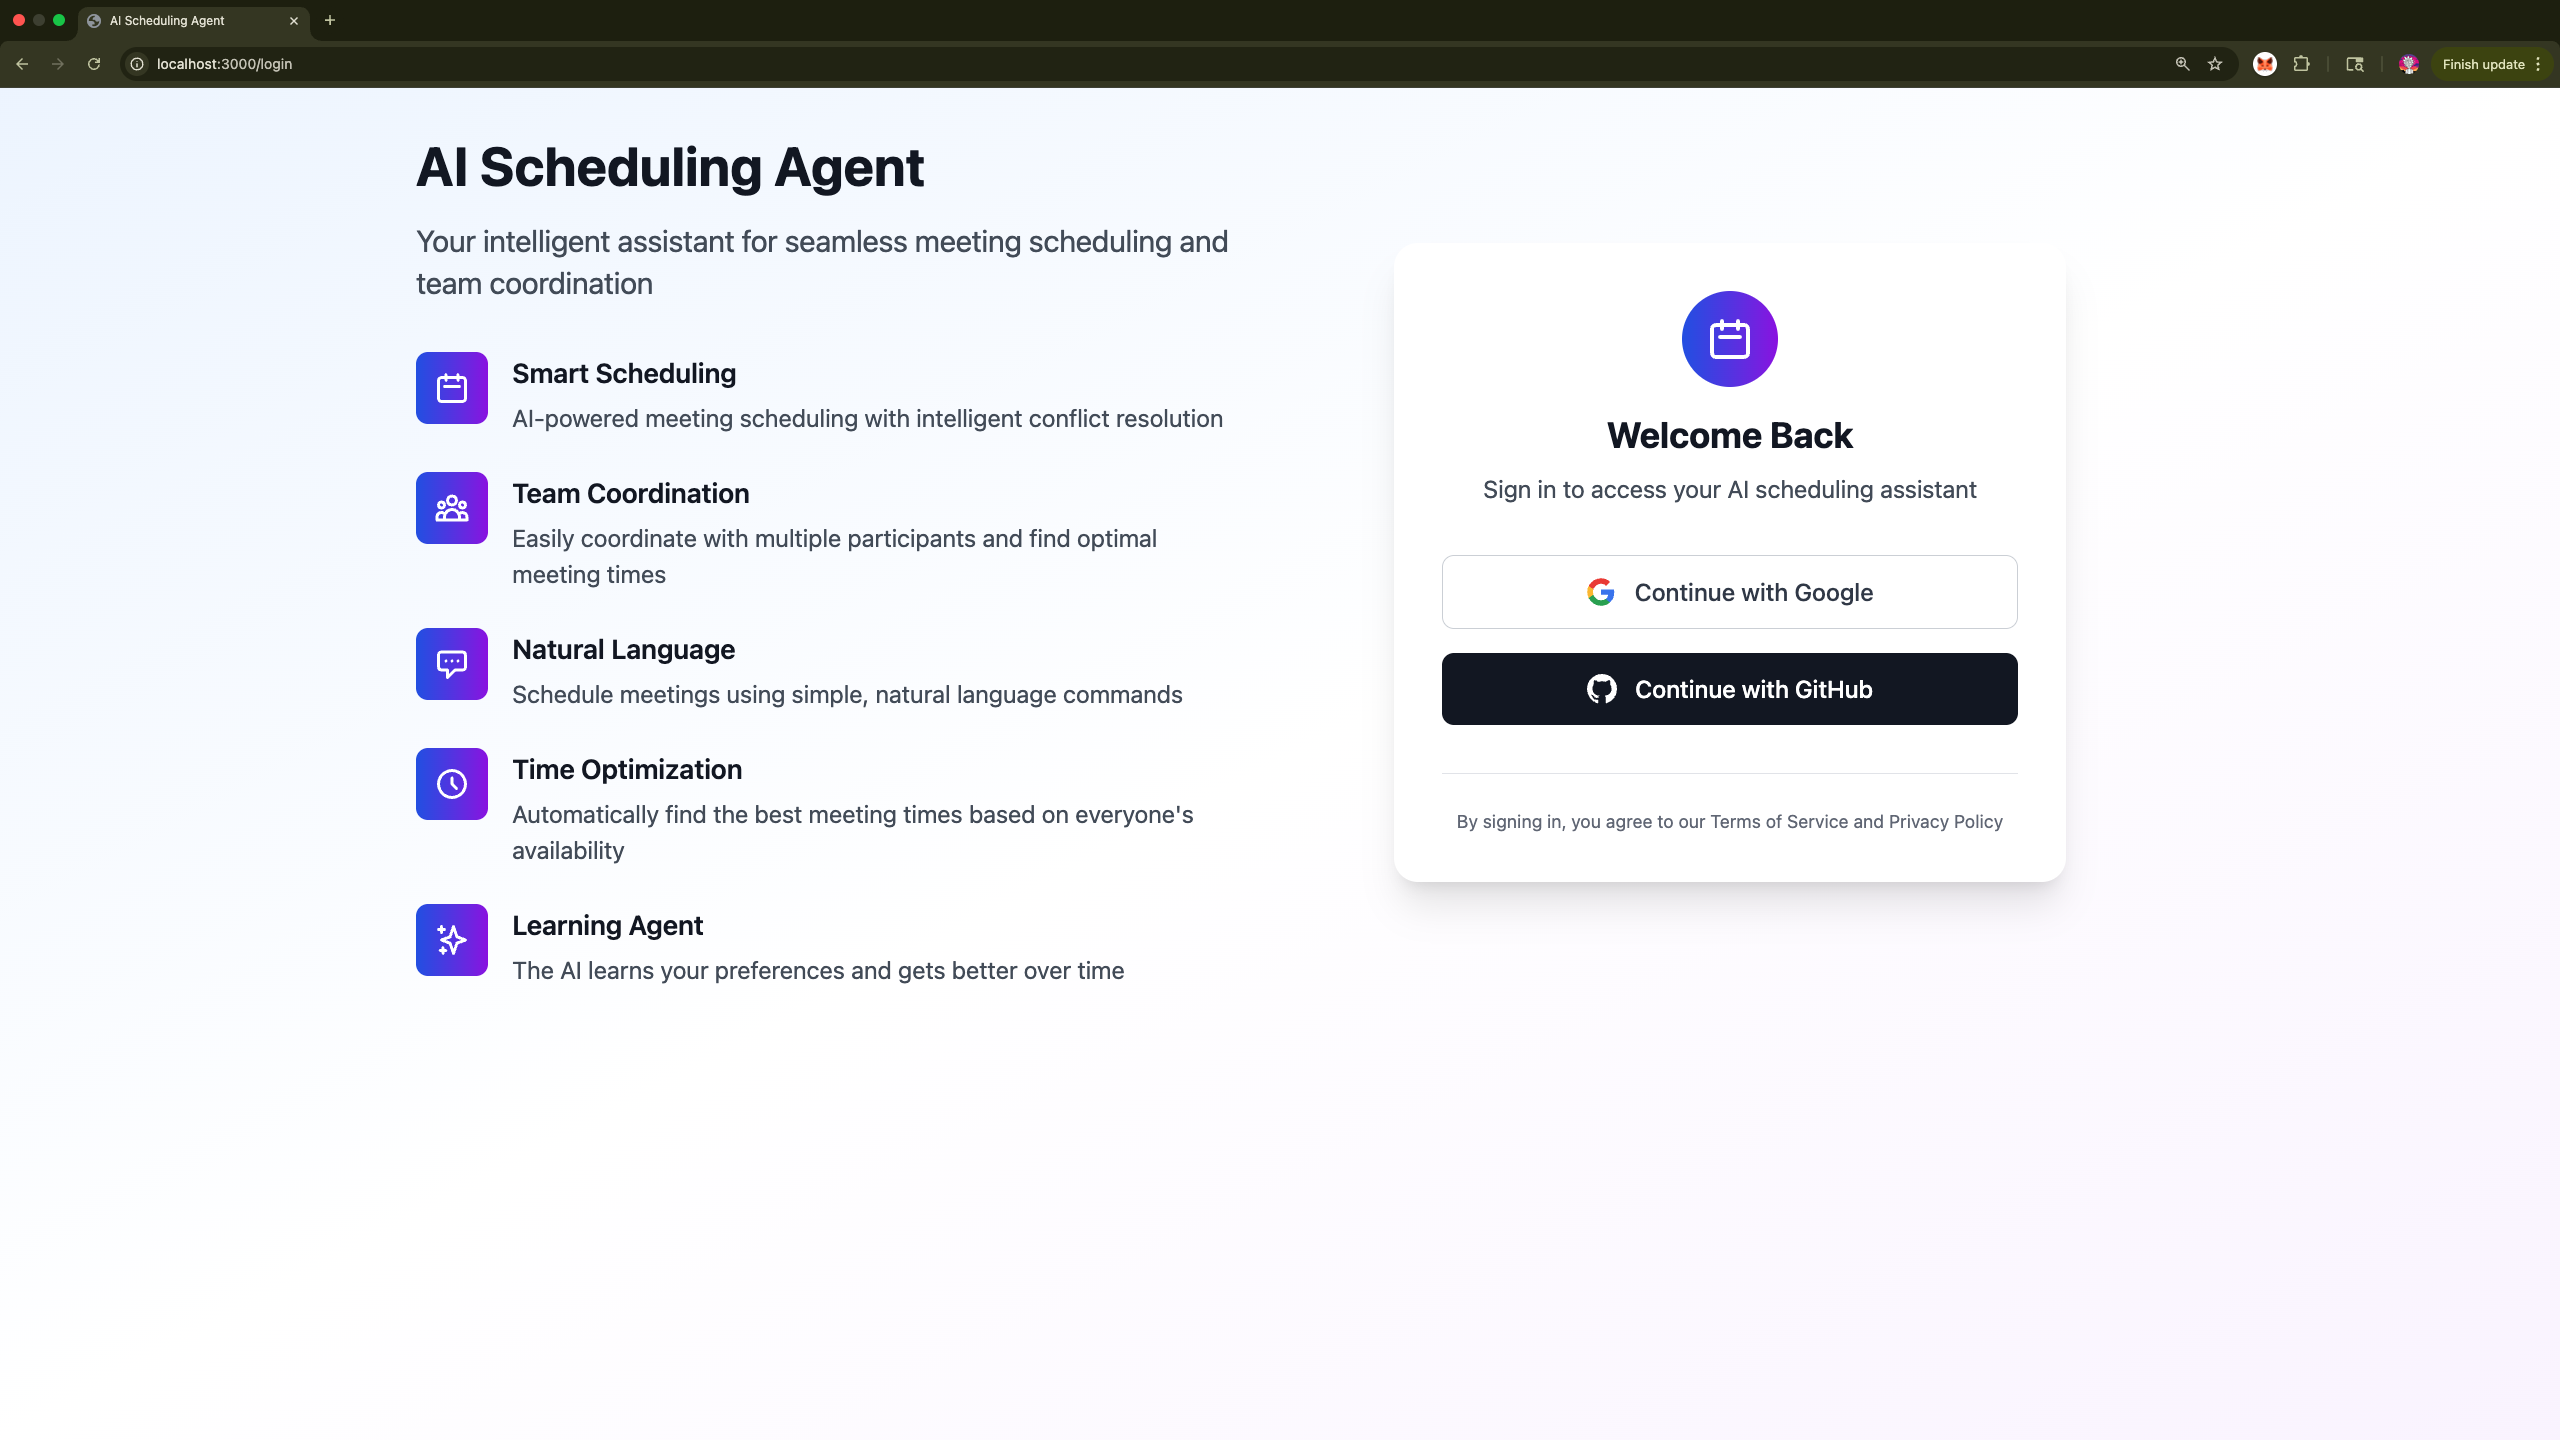 AI Scheduling Agent
localhost:3000/login
Finish update
AI Scheduling Agent
Your intelligent assistant for seamless meeting scheduling and
team coordination
Smart Scheduling
AI-powered meeting scheduling with intelligent conflict resolution
Team Coordination
Easily coordinate with multiple participants and find optimal
meeting times
Natural Language
Schedule meetings using simple, natural language commands
Time Optimization
Automatically find the best meeting times based on everyone's
availability
Learning Agent
The AI learns your preferences and gets better over time
Welcome Back
Sign in to access your AI scheduling assistant
Continue with Google
Continue with GitHub
By signing in, you agree to our Terms of Service and Privacy Policy